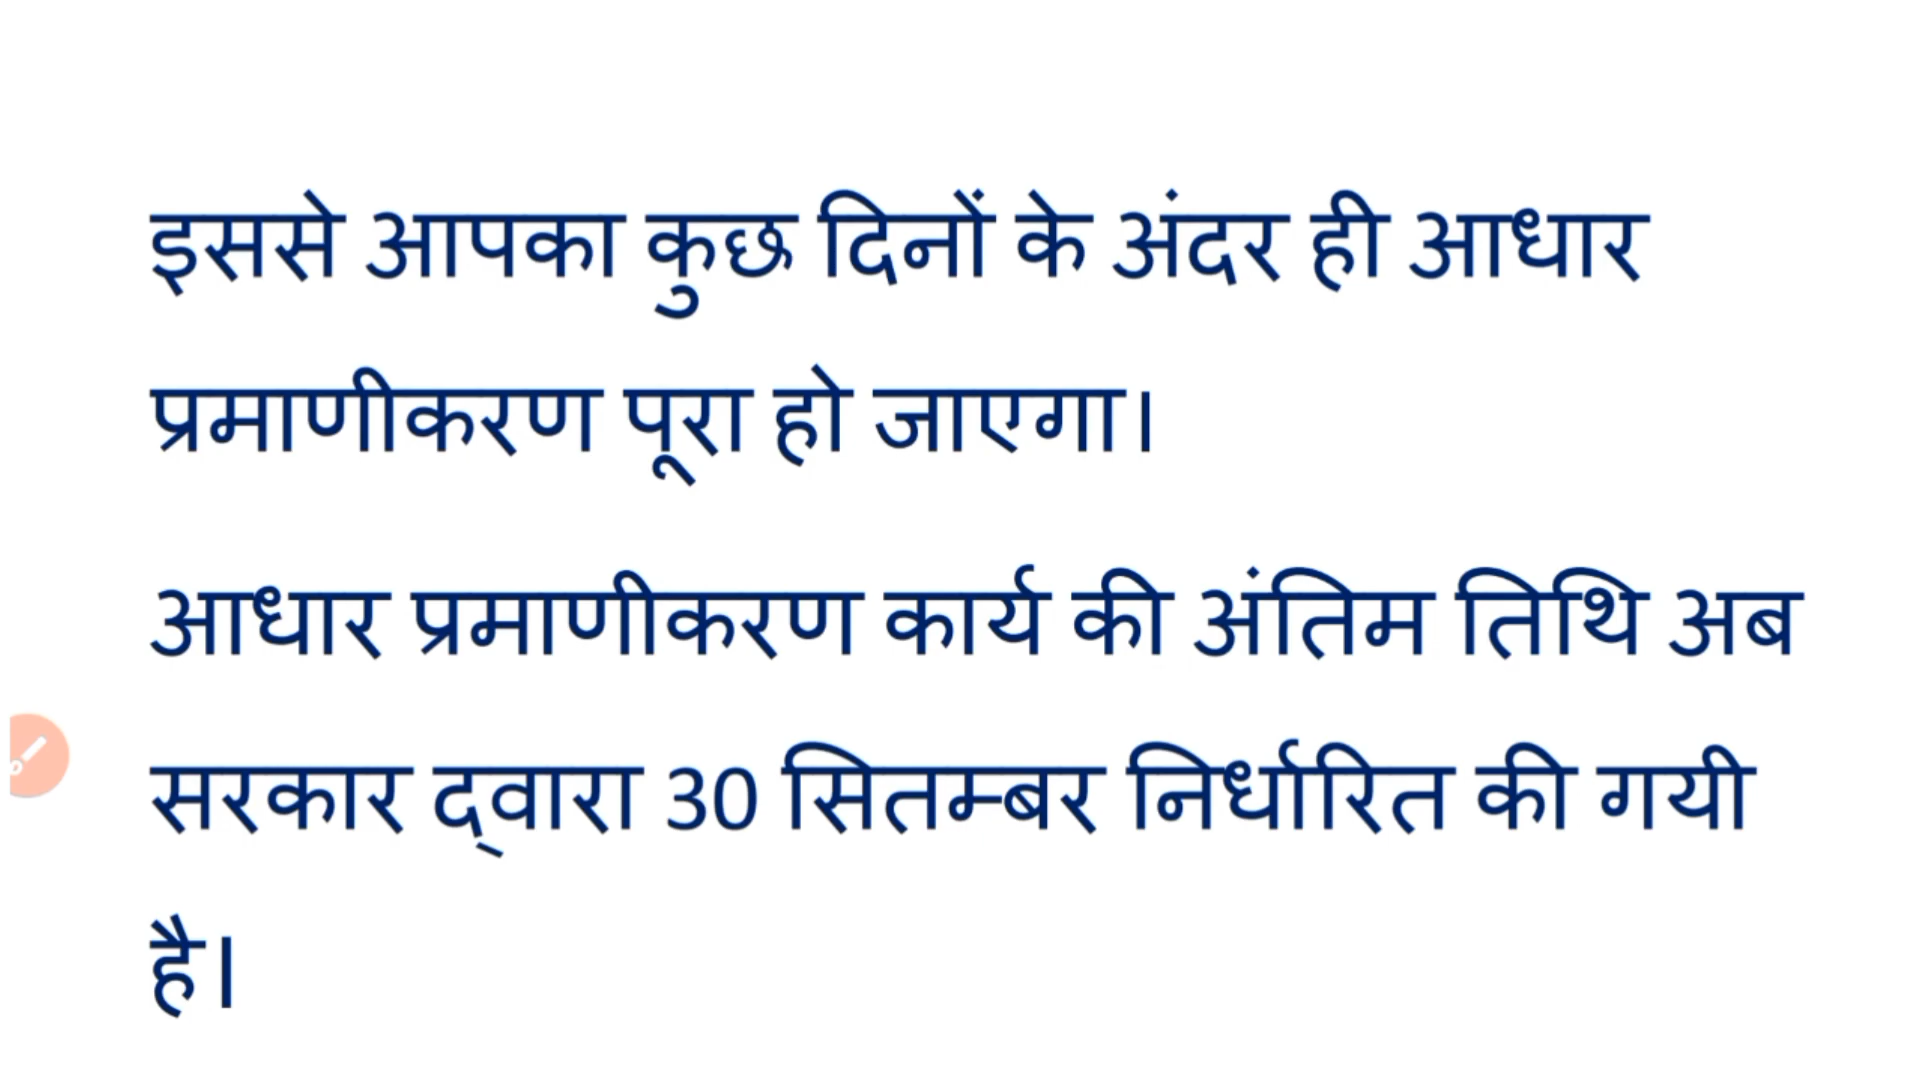 इससे आपका कुछ दिनों के अंदर ही आधार
प्रमाणीकरण पूरा हो जाएगा।
आधार प्रमाणीकरण कार्य की अंतिम तिथि अब
सरकार द्वारा 30 सितम्बर निर्धारित की गयी
है।